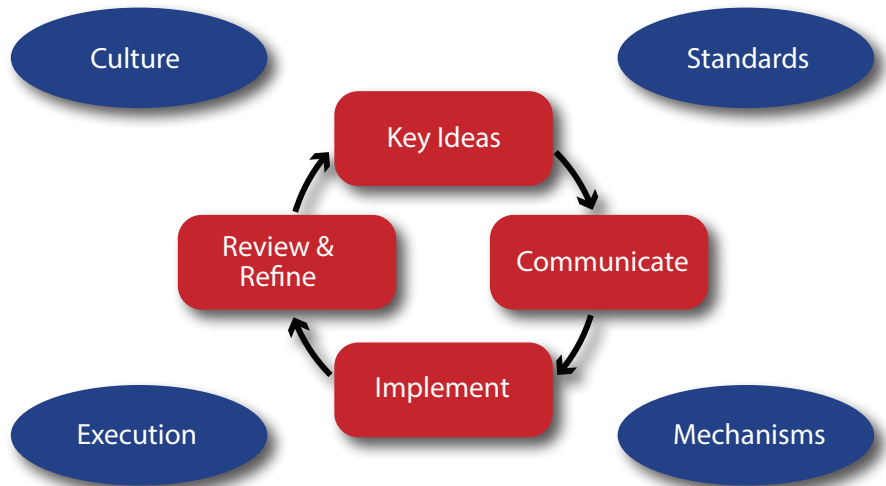 Culture
Standards
Key Ideas
Review &
Refine
Communicate
Implement
Execution
Mechanisms